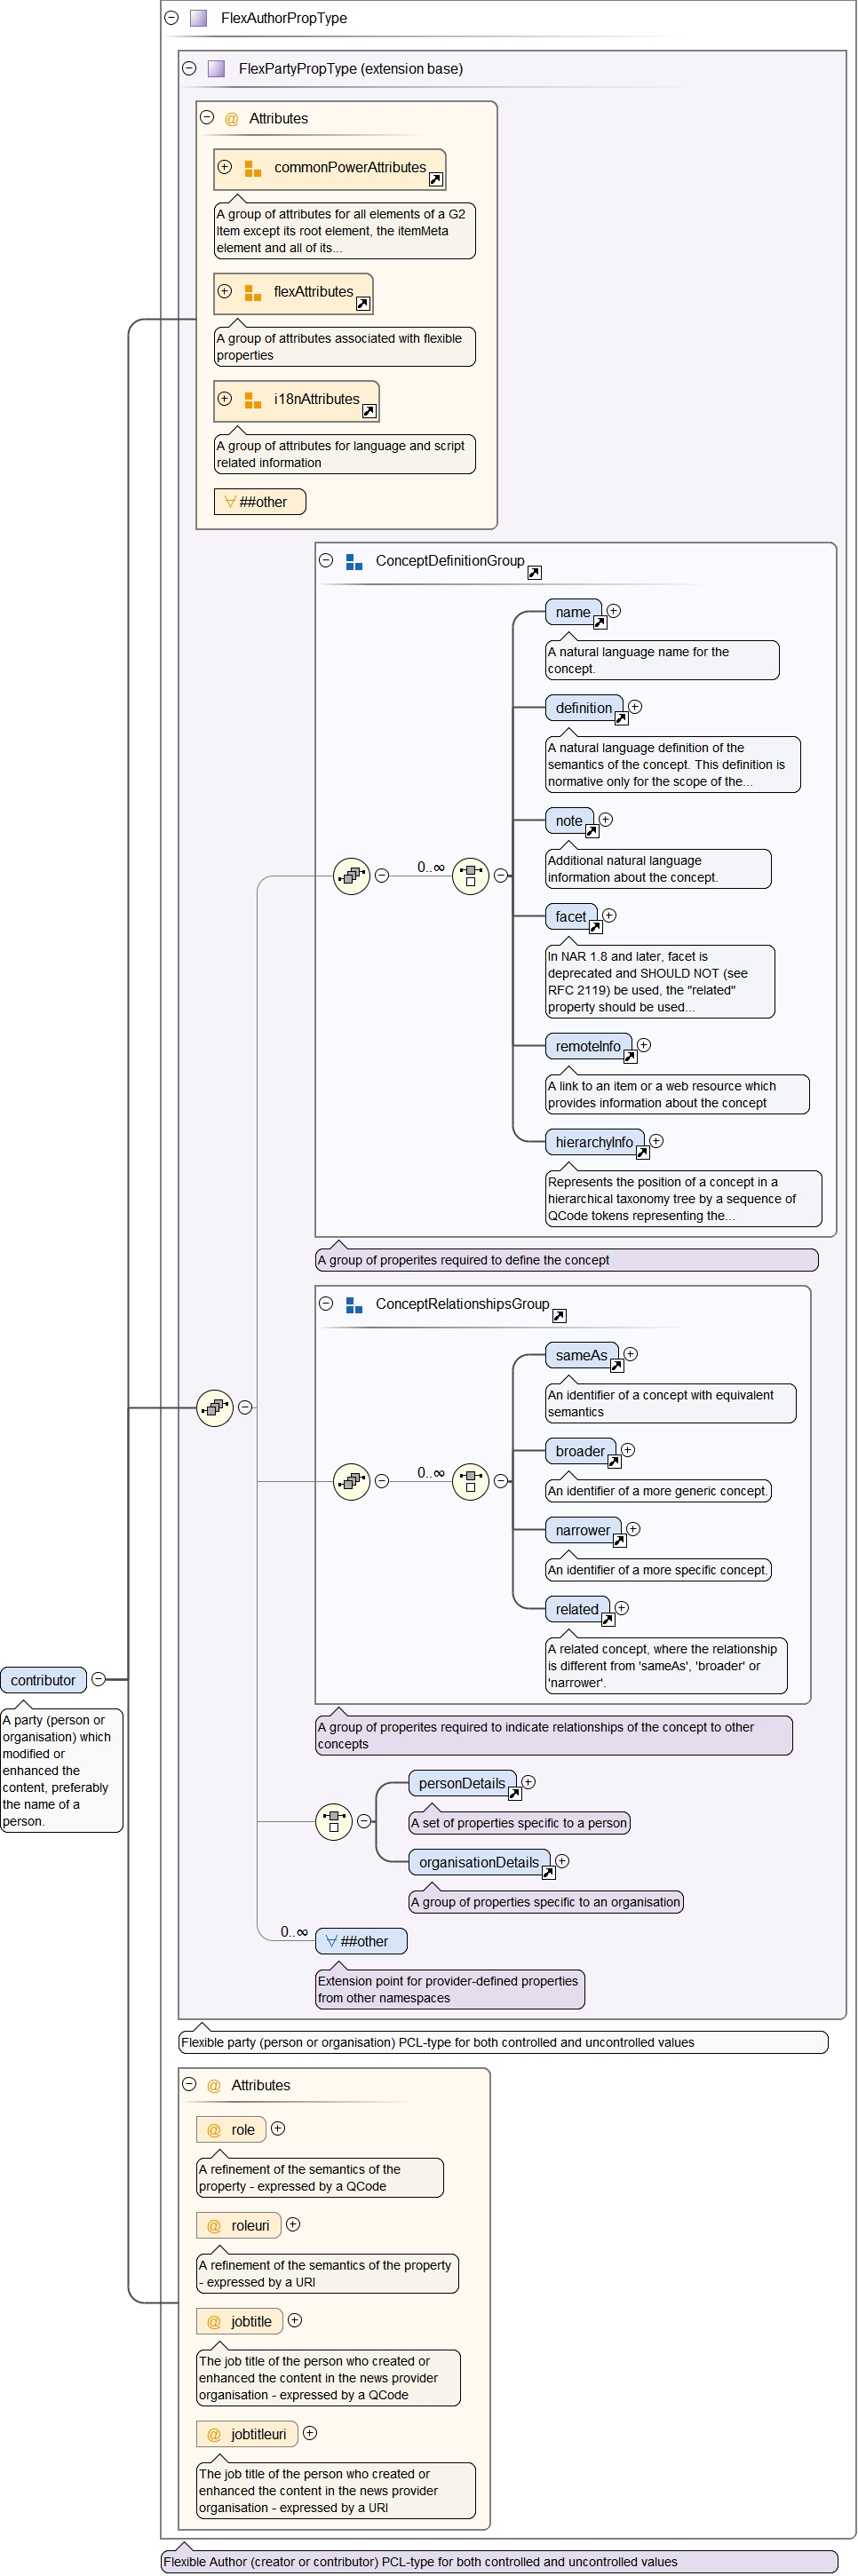 FlexAuthorPropType
FlexPartyPropType (extension base)
@ Attributes
commonPowerAttributes
A group of attributes for all elements of a G2
Item except its root element, the itemMeta
element and all of its...
flexAttributes
A group of attributes associated with flexible
properties
i18nAttributes
A group of attributes for language and script
related information
##other
ConceptDefinitionGroup
name
A natural language name for the
concept.
definition
A natural language definition of the
semantics of the concept. This definition is
normative only for the scope of the...
note
Additional natural language
information about the concept.
0..∞
facet
In NAR 1.8 and later, facet is
deprecated and SHOULD NOT (see
RFC 2119) be used, the "related"
property should be used...
remoteInfo
A link to an item or a web resource which
provides information about the concept
hierarchyInfo
Represents the position of a concept in a
hierarchical taxonomy tree by a sequence of
QCode tokens representing the...
A group of properites required to define the concept
ConceptRelationshipsGroup
sameAs
An identifier of a concept with equivalent
semantics
broader
0..∞
An identifier of a more generic concept.
narrower
An identifier of a more specific concept.
related
A related concept, where the relationship
is different from 'sameAs', 'broader' or
'narrower'.
A group of properites required to indicate relationships of the concept to other
concepts
contributor
A party (person or
organisation) which
modified or
enhanced the
content, preferably
the name of a
person.
personDetails
A set of properties specific to a person
organisationDetails
A group of properties specific to an organisation
0..∞
##other
Extension point for provider-defined properties
from other namespaces
Flexible party (person or organisation) PCL-type for both controlled and uncontrolled values
@ Attributes
@ role
A refinement of the semantics of the
property - expressed by a QCode
@ roleuri
A refinement of the semantics of the property
- expressed by a URI
@ jobtitle
The job title of the person who created or
enhanced the content in the news provider
organisation - expressed by a QCode
@ jobtitleuri
The job title of the person who created or
enhanced the content in the news provider
organisation - expressed by a URI
Flexible Author (creator or contributor) PCL-type for both controlled and uncontrolled values